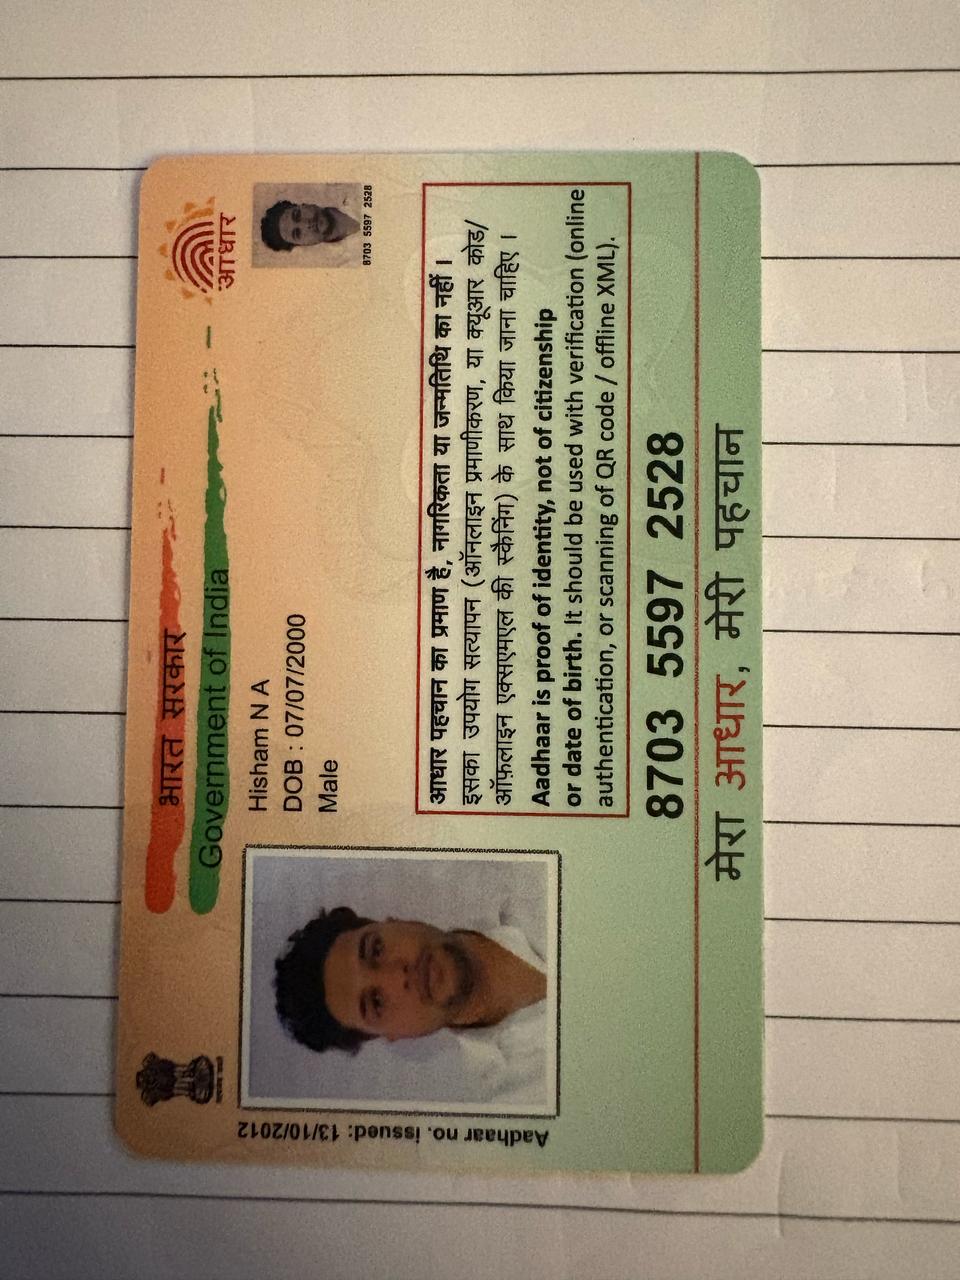 भारत सरकार
Government of India
आधार
Hisham N A
DOB : 07/07/2000
Male
8703 5597 2528
Aadhaar no. issued: 13/10/2012
आधार पहचान का प्रमाण है, नागरिकता या जन्मतिथि का नहीं ।
इसका उपयोग सत्यापन (ऑनलाइन प्रमाणीकरण, या क्यूआर कोड/
ऑफ़लाइन एक्सएमएल की स्कैनिंग) के साथ किया जाना चाहिए ।
Aadhaar is proof of identity, not of citizenship
or date of birth. It should be used with verification (online
authentication, or scanning of QR code / offline XML).
8703 5597 2528
मेरा आधार, मेरी पहचान